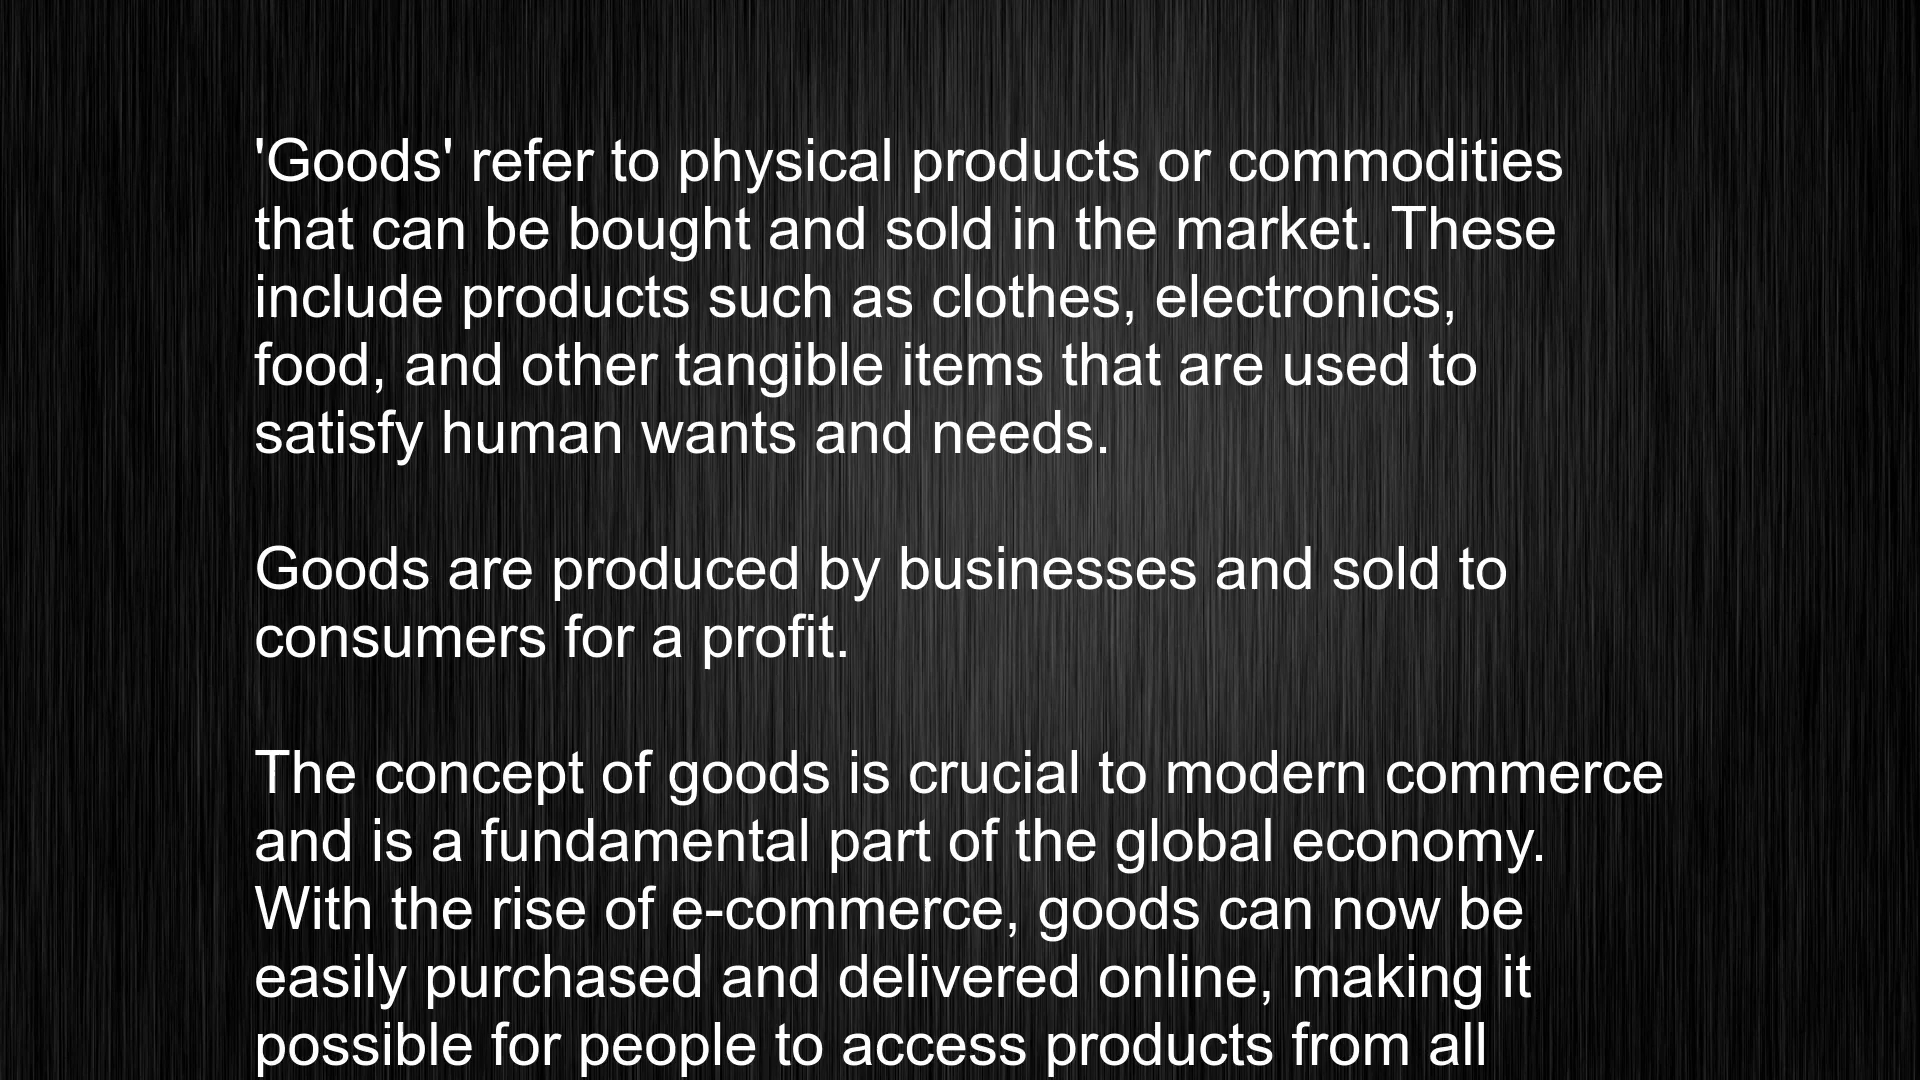 'Goods' refer to physical products or commodities
that can be bought and sold in the market. These
include products such as clothes, electronics,
food, and other tangible items that are used to
satisfy human wants and needs.
Goods are produced by businesses and sold to
consumers for a profit.
The concept of goods is crucial to modern commerce
and is a fundamental part of the global economy.
With the rise of e-commerce, goods can now be
easily purchased and delivered online, making it
possible for people to access products from all